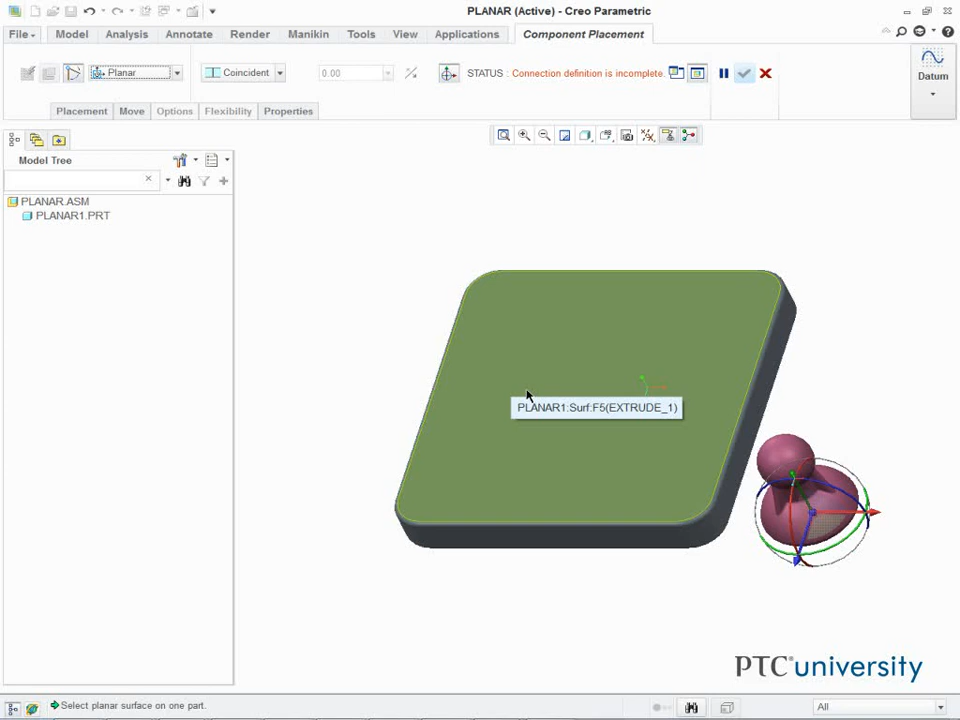 PLANAR (Active) - Creo Parametric
File Model Analysis Annotate Render Manikin Tools View Applications Component Placement
Planar Coincident 0.00 STATUS : Connection definition is incomplete. Datum
Placement Move Options Flexibility Properties
Model Tree
PLANAR.ASM
PLANAR1.PRT
PLANAR1:Surf:F5(EXTRUDE_1)
PTC university
Select planar surface on one part. All